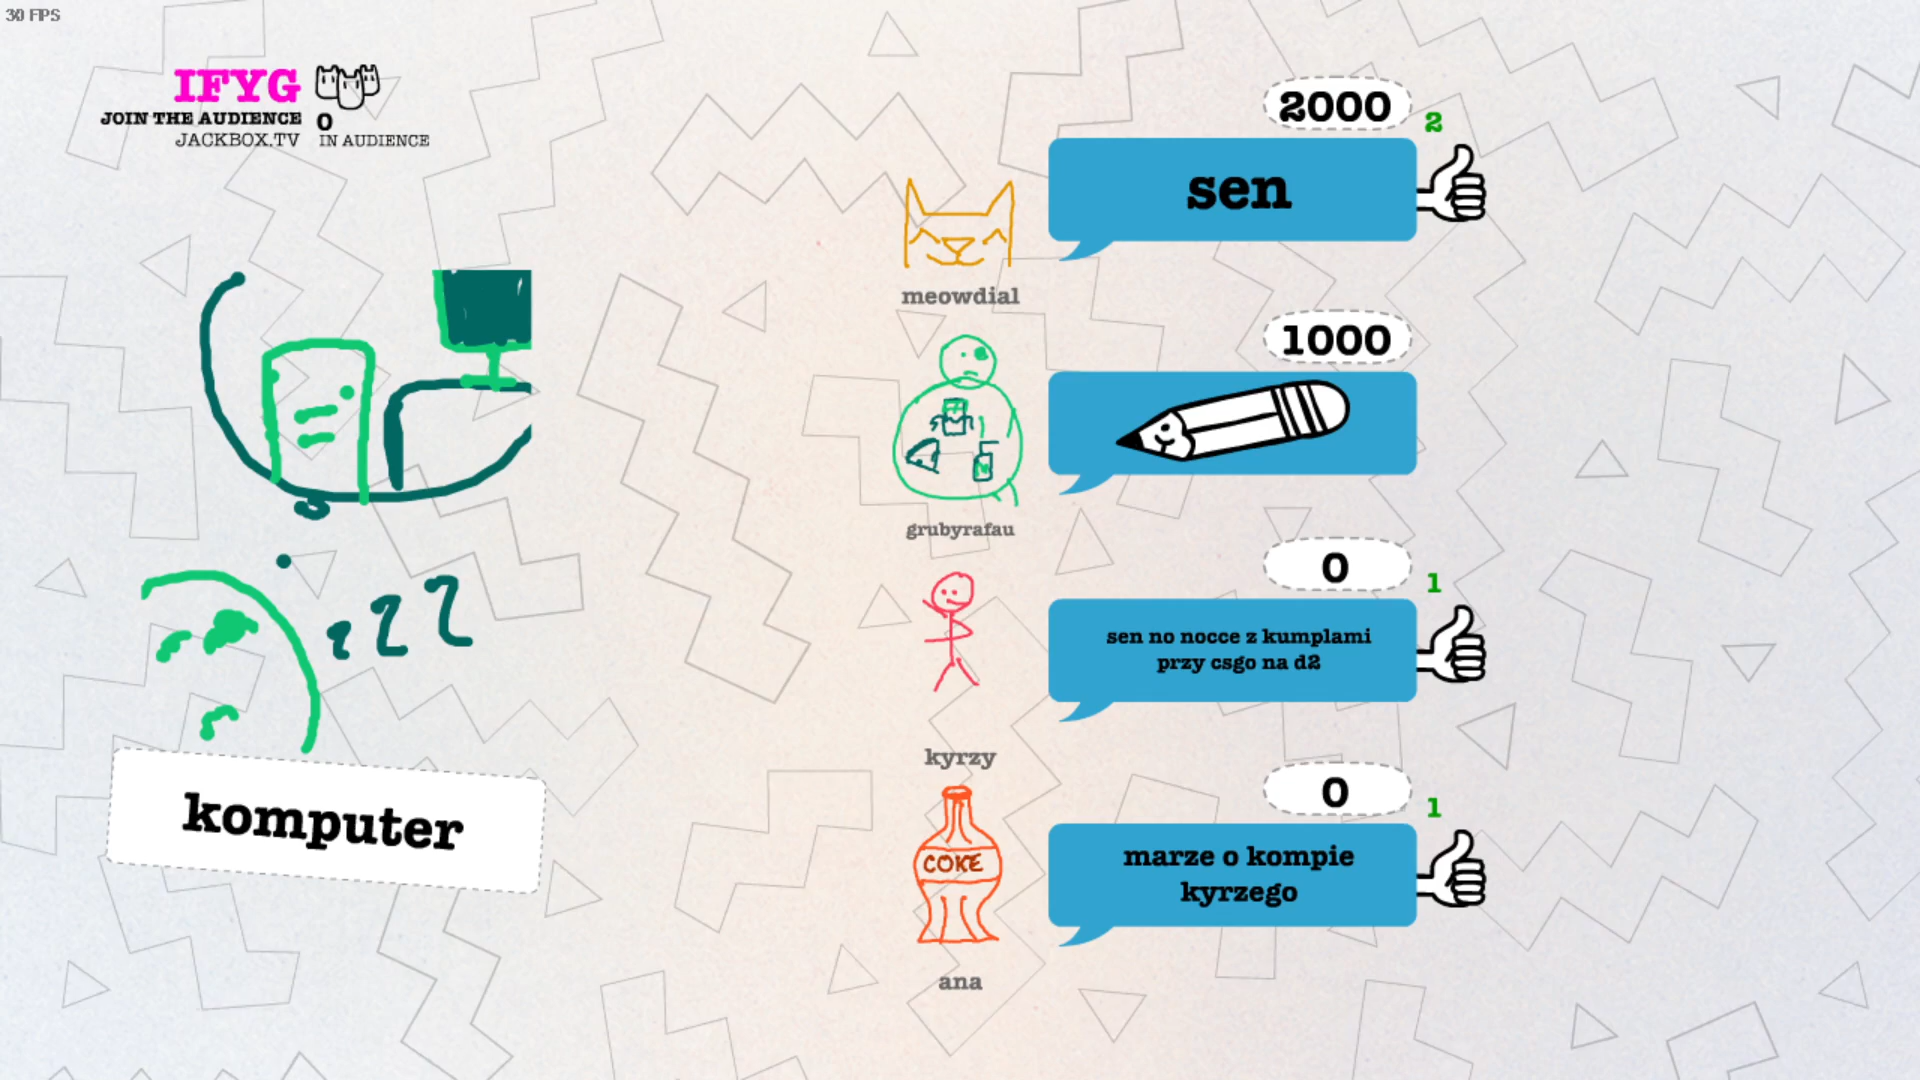 30 FPS
IFYG
JOIN THE AUDIENCE
JACKBOX.TV
0
IN AUDIENCE
zzz
komputer
2000
2
sen
meowdial
1000
grubyrafau
0
1
sen no nocce z kumplami
przy csgo na d2
kyrzy
0
1
marze o kompie
kyrzego
COKE
ana